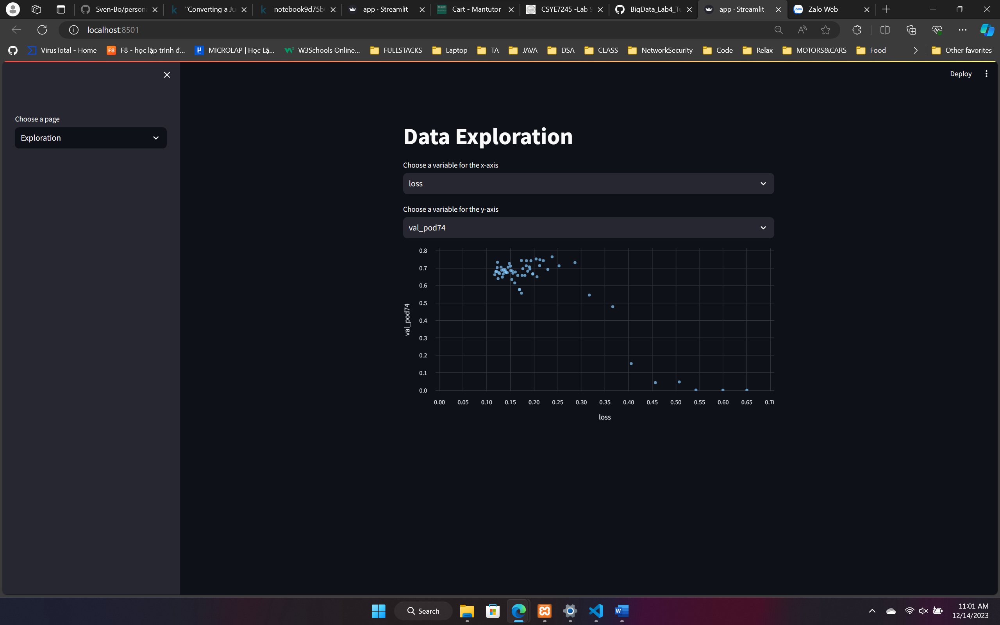 Sven-Bo/person
"Converting a Ju
notebook9d75b
app · Streamlit
Cart - Mantutor
CSYE7245 -Lab 9
BigData_Lab4_Tu
app · Streamlit
Zalo Web
localhost:8501
VirusTotal - Home
F8 - học lập trình đ...
MICROLAP | Học Lậ...
W3Schools Online...
FULLSTACKS
Laptop
TA
JAVA
DSA
CLASS
NetworkSecurity
Code
Relax
MOTORS&CARS
Food
Other favorites
Deploy
Choose a page
Exploration
Data Exploration
Choose a variable for the x-axis
loss
Choose a variable for the y-axis
val_pod74
0.8
0.7
0.6
0.5
0.4
0.3
0.2
0.1
0.0
val_pod74
0.00 0.05 0.10 0.15 0.20 0.25 0.30 0.35 0.40 0.45 0.50 0.55 0.60 0.65 0.70
loss
Search
11:01 AM
12/14/2023